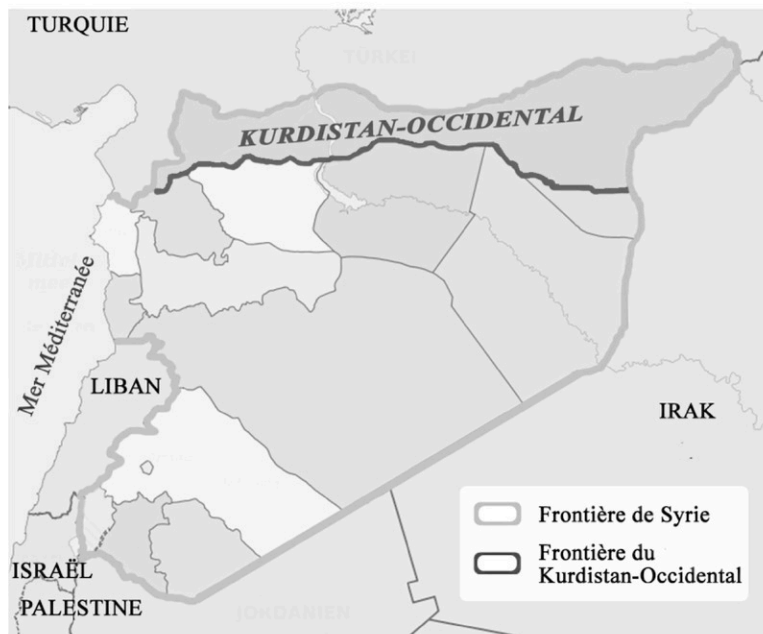 TURQUIE
TÜRKEI
KURDISTAN-OCCIDENTAL
Mer Méditerranée
LIBAN
IRAK
Frontière de Syrie
Frontière du
Kurdistan-Occidental
ISRAËL
PALESTINE
JORDANIEN